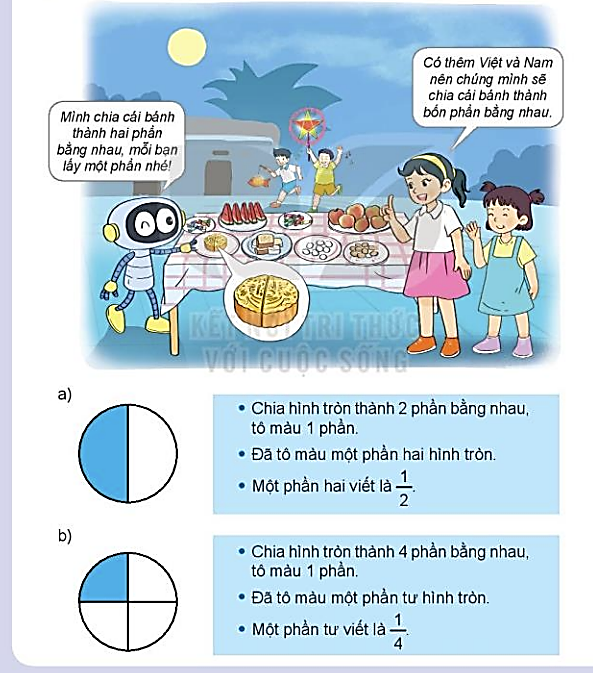 Mình chia cái bánh
thành hai phần
bằng nhau, mỗi bạn
lấy một phần nhé!
Có thêm Việt và Nam
nên chúng mình sẽ
chia cái bánh thành
bốn phần bằng nhau.
KẾT NỐI TRI THỨC
VỚI CUỘC SỐNG
a)
• Chia hình tròn thành 2 phần bằng nhau,
tô màu 1 phần.
• Đã tô màu một phần hai hình tròn.
• Một phần hai viết là 1/2.
b)
• Chia hình tròn thành 4 phần bằng nhau,
tô màu 1 phần.
• Đã tô màu một phần tư hình tròn.
• Một phần tư viết là 1/4.